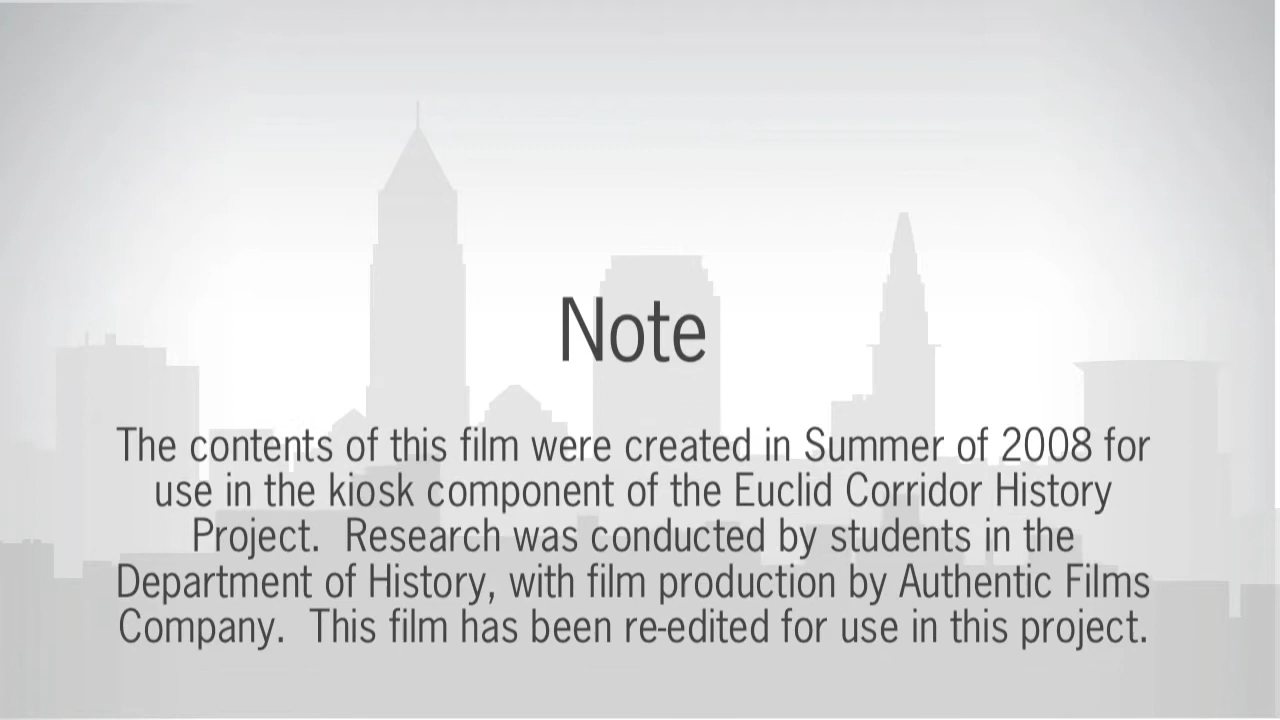 Note
The contents of this film were created in Summer of 2008 for
use in the kiosk component of the Euclid Corridor History
Project.  Research was conducted by students in the
Department of History, with film production by Authentic Films
Company.  This film has been re-edited for use in this project.